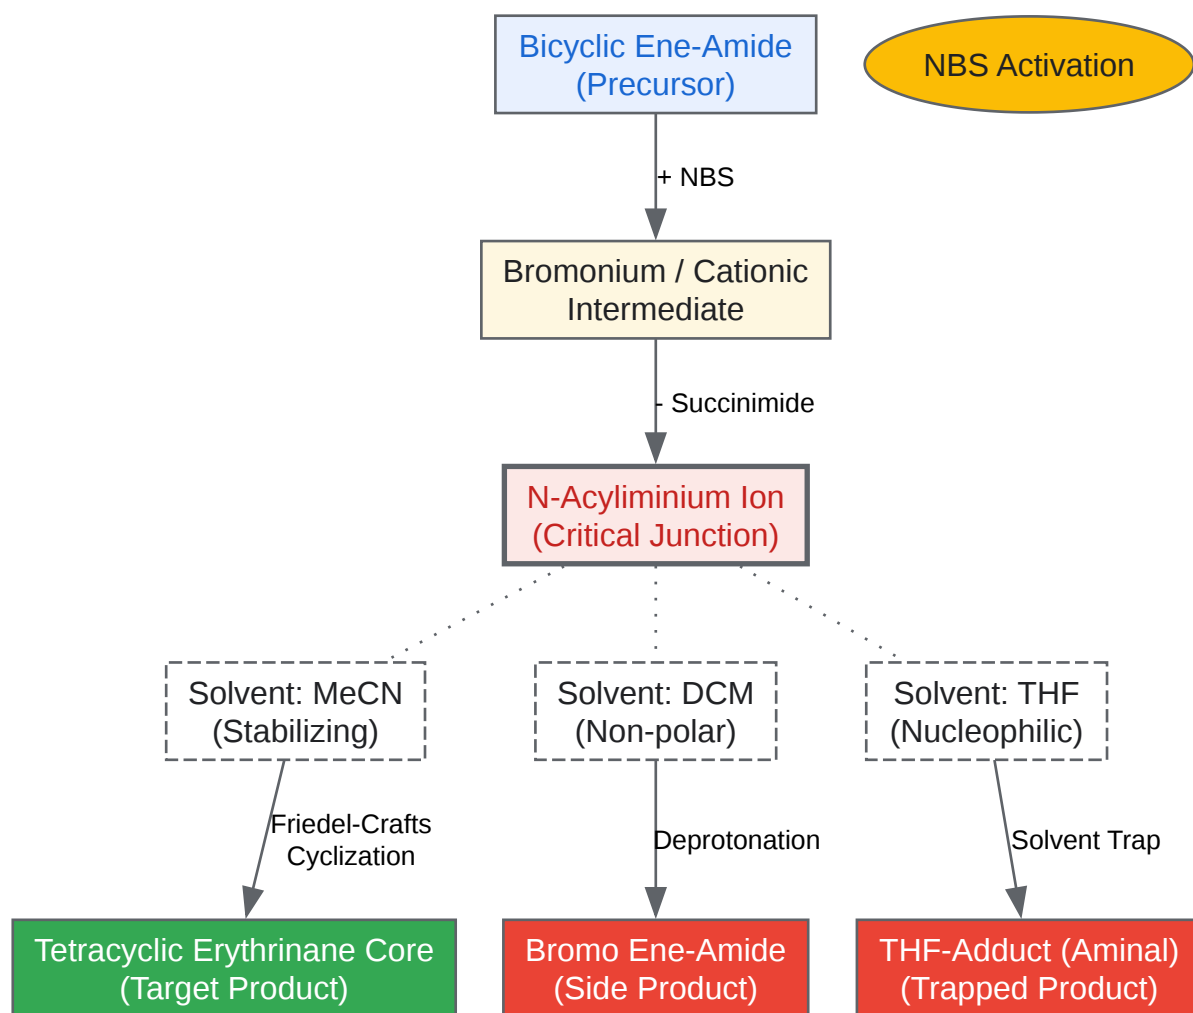 Bicyclic Ene-Amide
(Precursor)
NBS Activation
+ NBS
Bromonium / Cationic
Intermediate
- Succinimide
N-Acyliminium Ion
(Critical Junction)
Solvent: MeCN
(Stabilizing)
Solvent: DCM
(Non-polar)
Solvent: THF
(Nucleophilic)
Friedel-Crafts
Cyclization
Deprotonation
Solvent Trap
Tetracyclic Erythrinane Core
(Target Product)
Bromo Ene-Amide
(Side Product)
THF-Adduct (Aminal)
(Trapped Product)